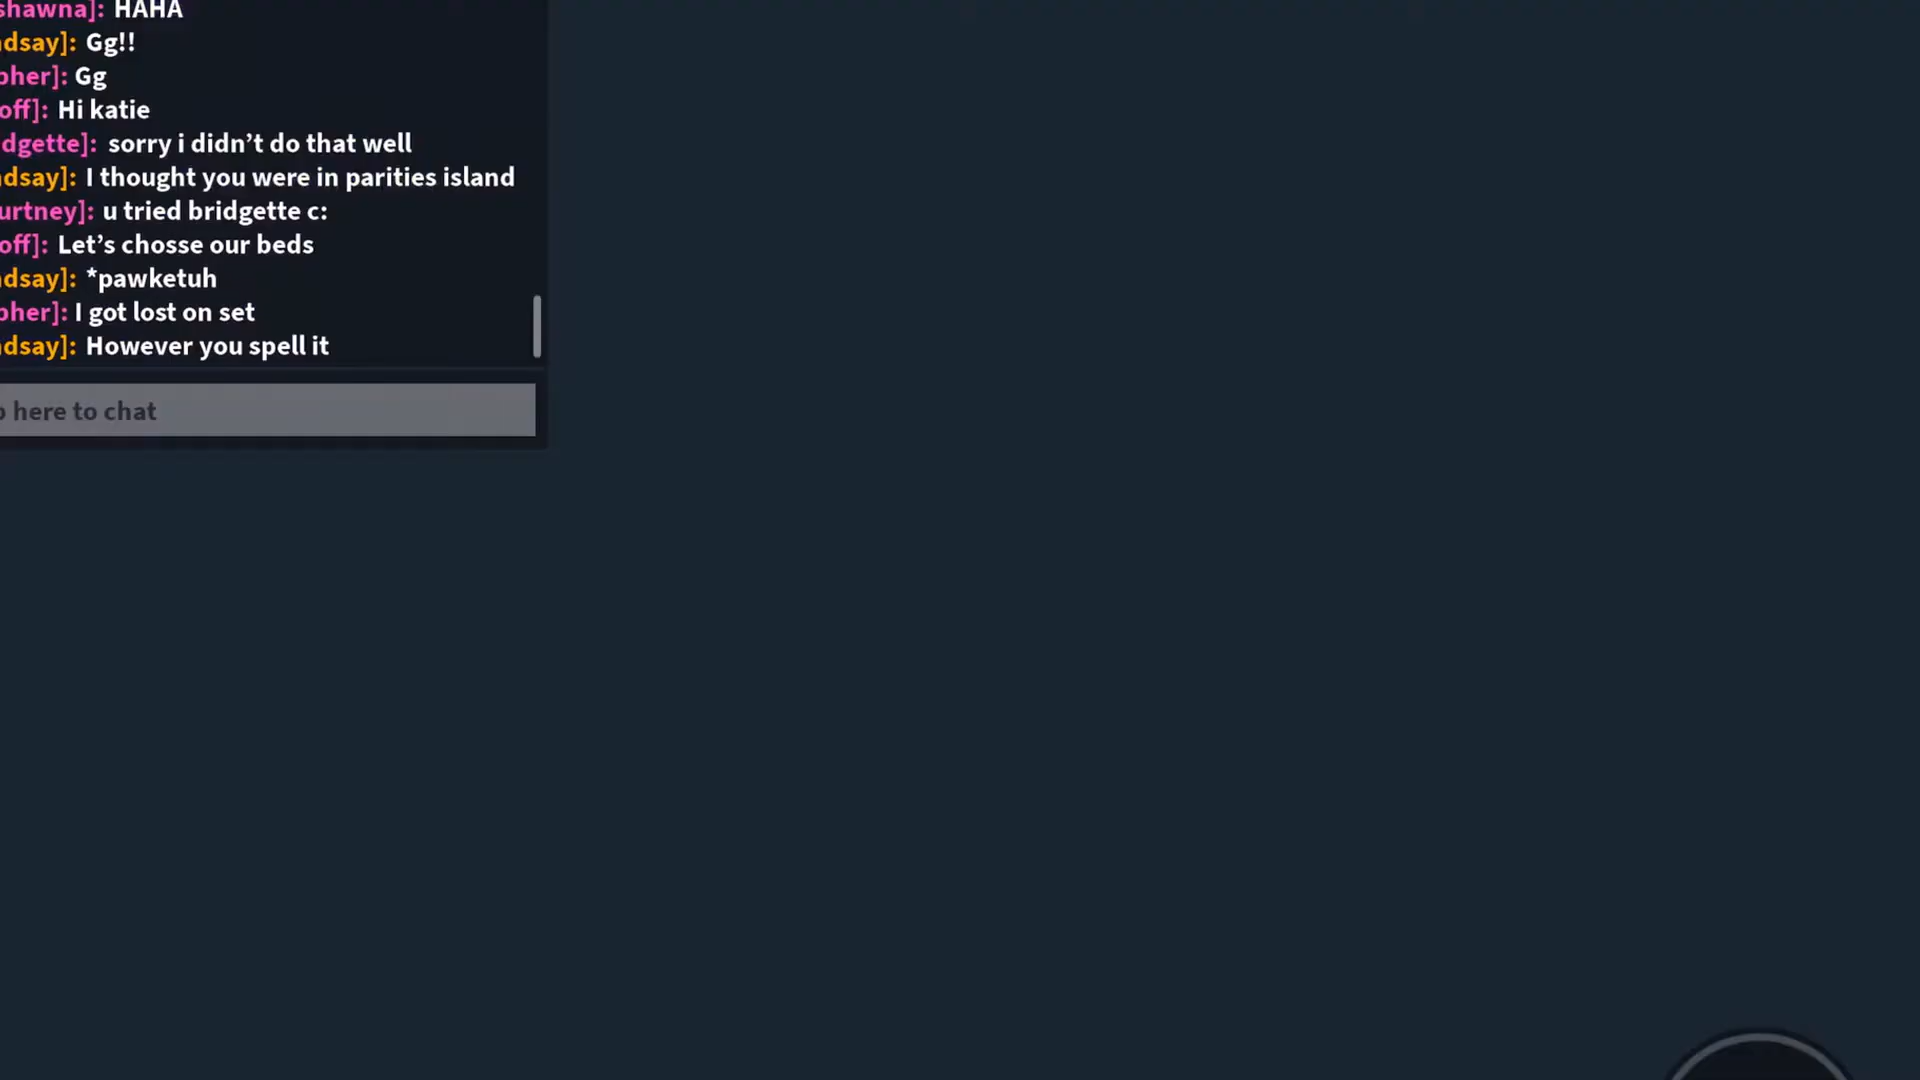 shawna]: HAHA
dsay]: Gg!!
pher]: Gg
off]: Hi katie
dgette]: sorry i didn’t do that well
dsay]: I thought you were in parities island
urtney]: u tried bridgette c:
off]: Let’s chosse our beds
dsay]: *pawketuh
pher]: I got lost on set
dsay]: However you spell it
here to chat